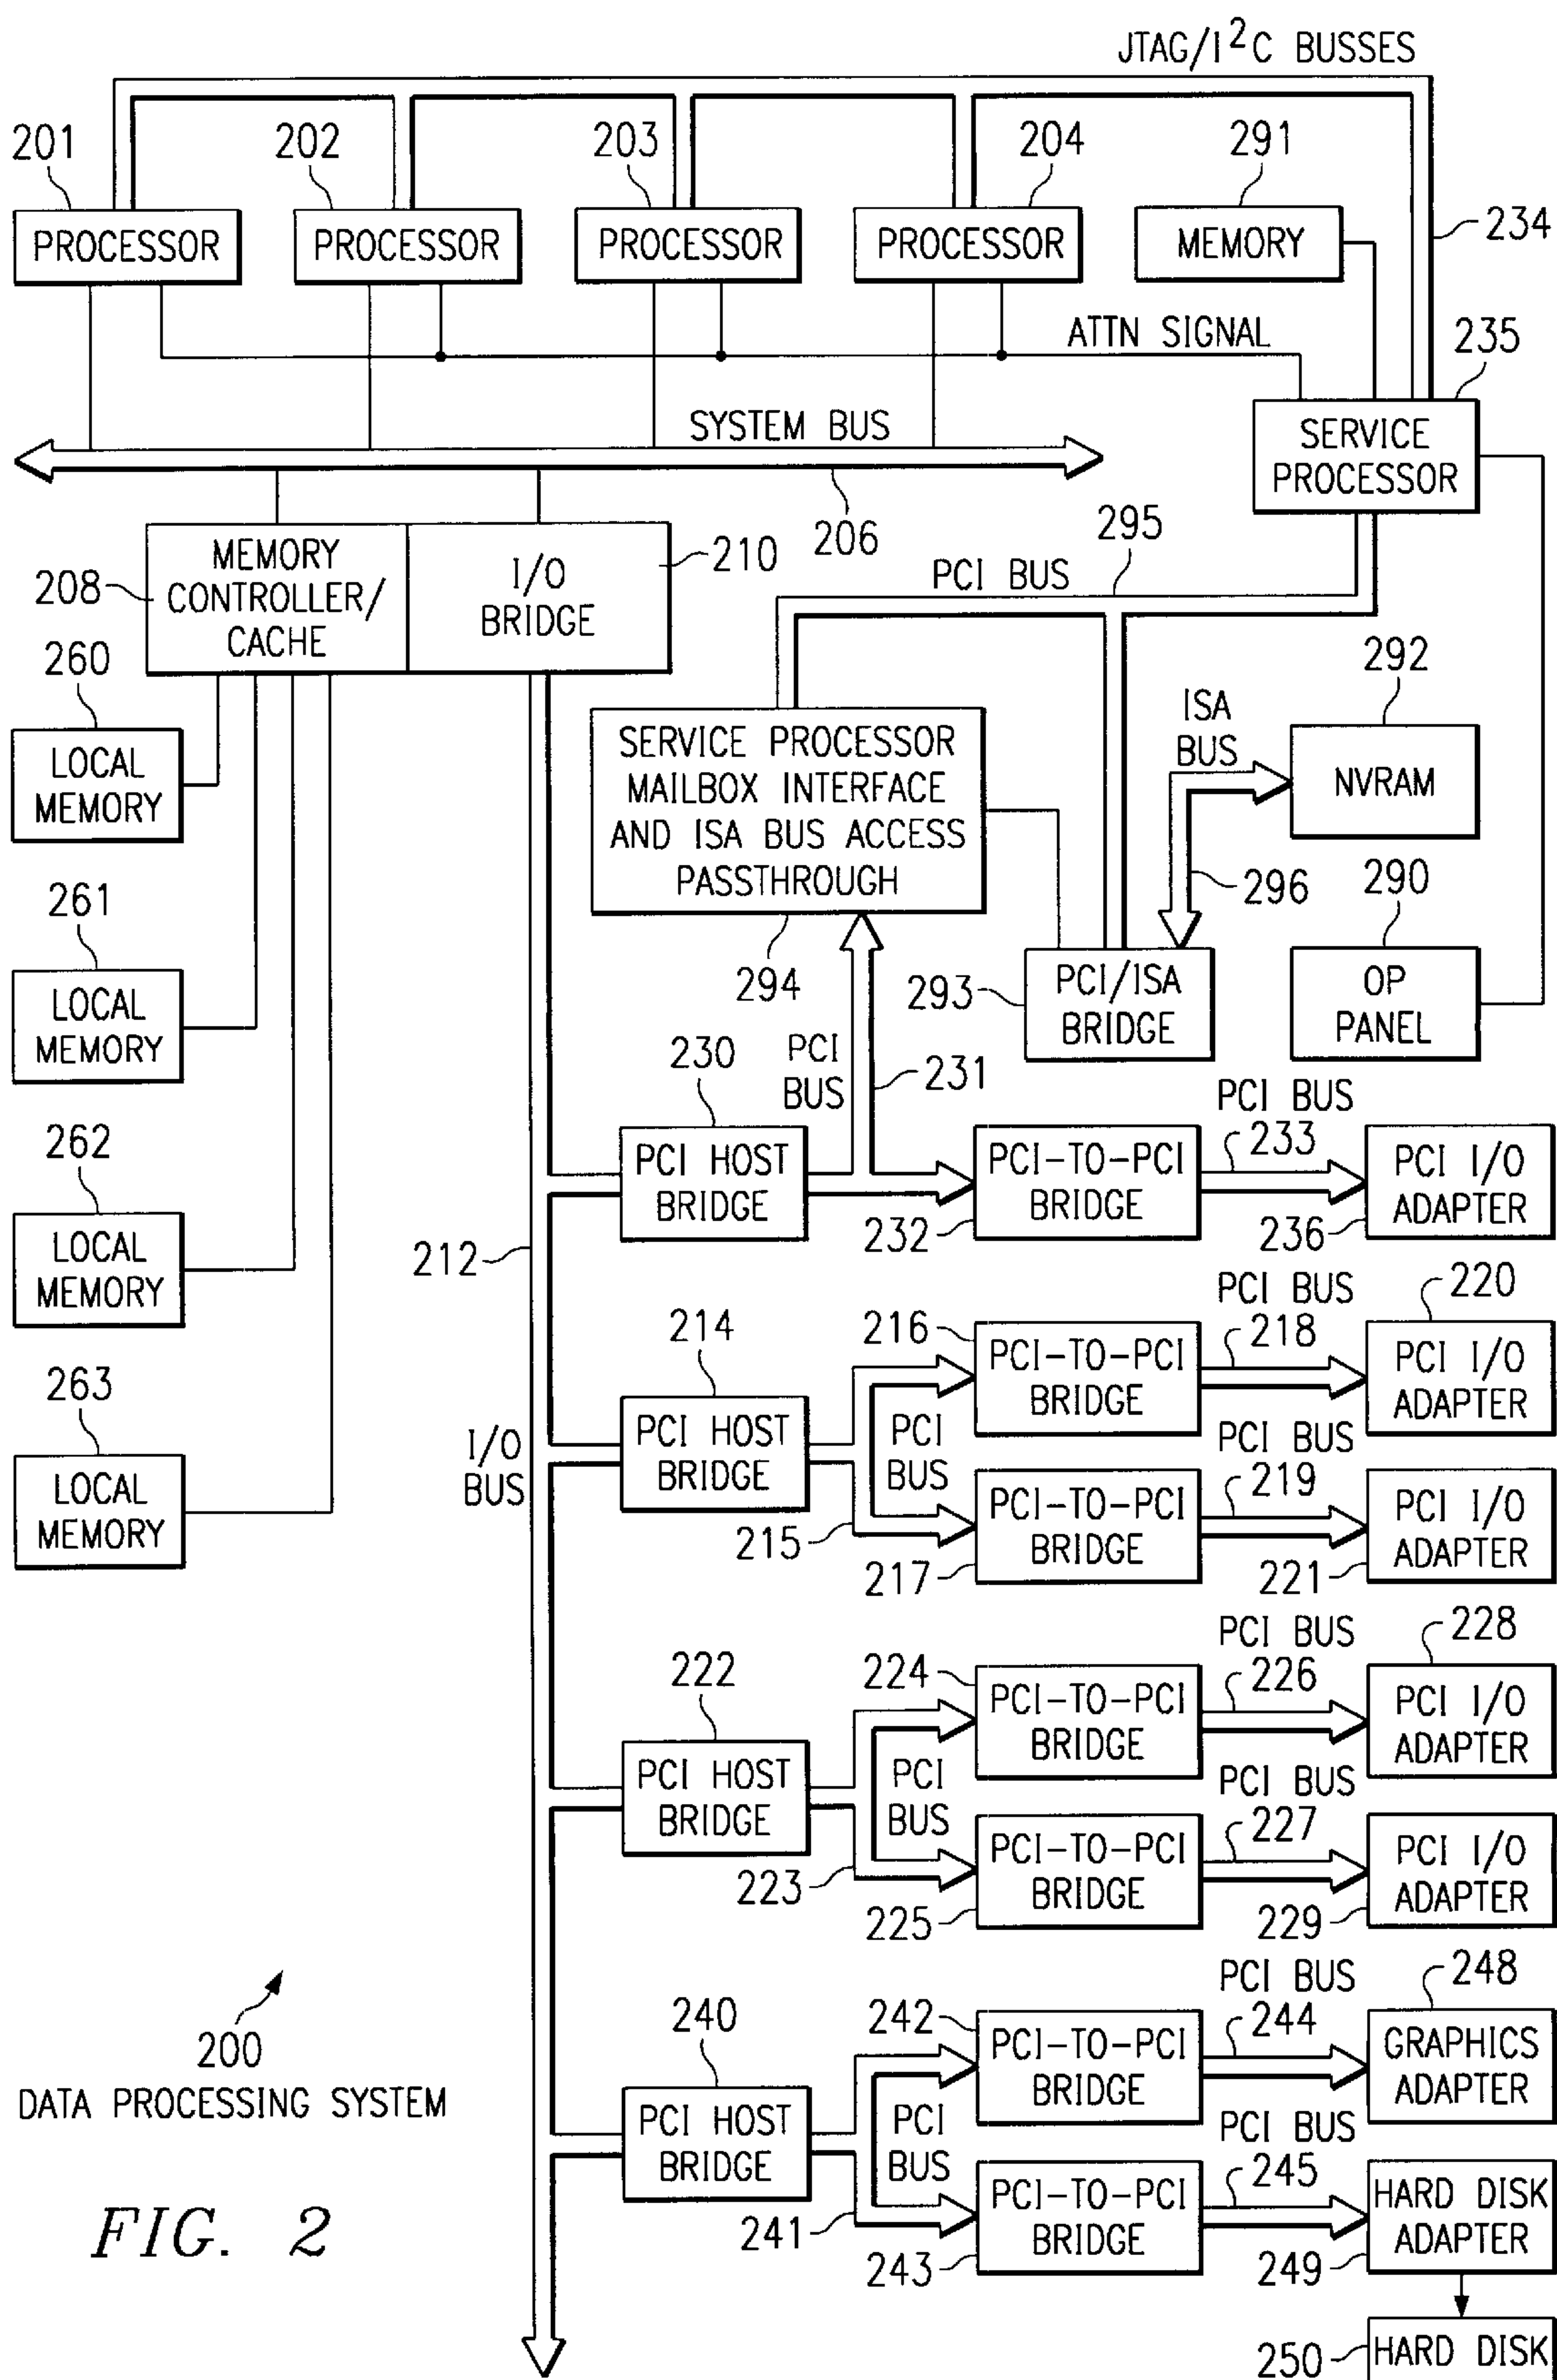 JTAG/I²C BUSSES
201
202
203
204
291
PROCESSOR
PROCESSOR
PROCESSOR
PROCESSOR
MEMORY
234
ATTN SIGNAL
235
SYSTEM BUS
SERVICE
PROCESSOR
206
295
208
MEMORY
CONTROLLER/
CACHE
I/O
BRIDGE
210
PCI BUS
260
LOCAL
MEMORY
SERVICE PROCESSOR
MAILBOX INTERFACE
AND ISA BUS ACCESS
PASSTHROUGH
294
ISA
BUS
292
NVRAM
296
290
OP
PANEL
293
PCI/ISA
BRIDGE
261
LOCAL
MEMORY
262
LOCAL
MEMORY
263
LOCAL
MEMORY
212
I/O
BUS
230
PCI
BUS
231
PCI HOST
BRIDGE
PCI-TO-PCI
BRIDGE
232
PCI BUS
233
PCI I/O
ADAPTER
236
214
PCI HOST
BRIDGE
215
PCI
BUS
216
PCI-TO-PCI
BRIDGE
PCI BUS
218
220
PCI I/O
ADAPTER
217
PCI-TO-PCI
BRIDGE
PCI BUS
219
PCI I/O
ADAPTER
221
222
PCI HOST
BRIDGE
223
PCI
BUS
224
PCI-TO-PCI
BRIDGE
PCI BUS
226
228
PCI I/O
ADAPTER
225
PCI-TO-PCI
BRIDGE
PCI BUS
227
PCI I/O
ADAPTER
229
240
PCI HOST
BRIDGE
241
PCI
BUS
242
PCI-TO-PCI
BRIDGE
PCI BUS
244
248
GRAPHICS
ADAPTER
243
PCI-TO-PCI
BRIDGE
PCI BUS
245
HARD DISK
ADAPTER
249
250
HARD DISK
200
DATA PROCESSING SYSTEM
FIG. 2